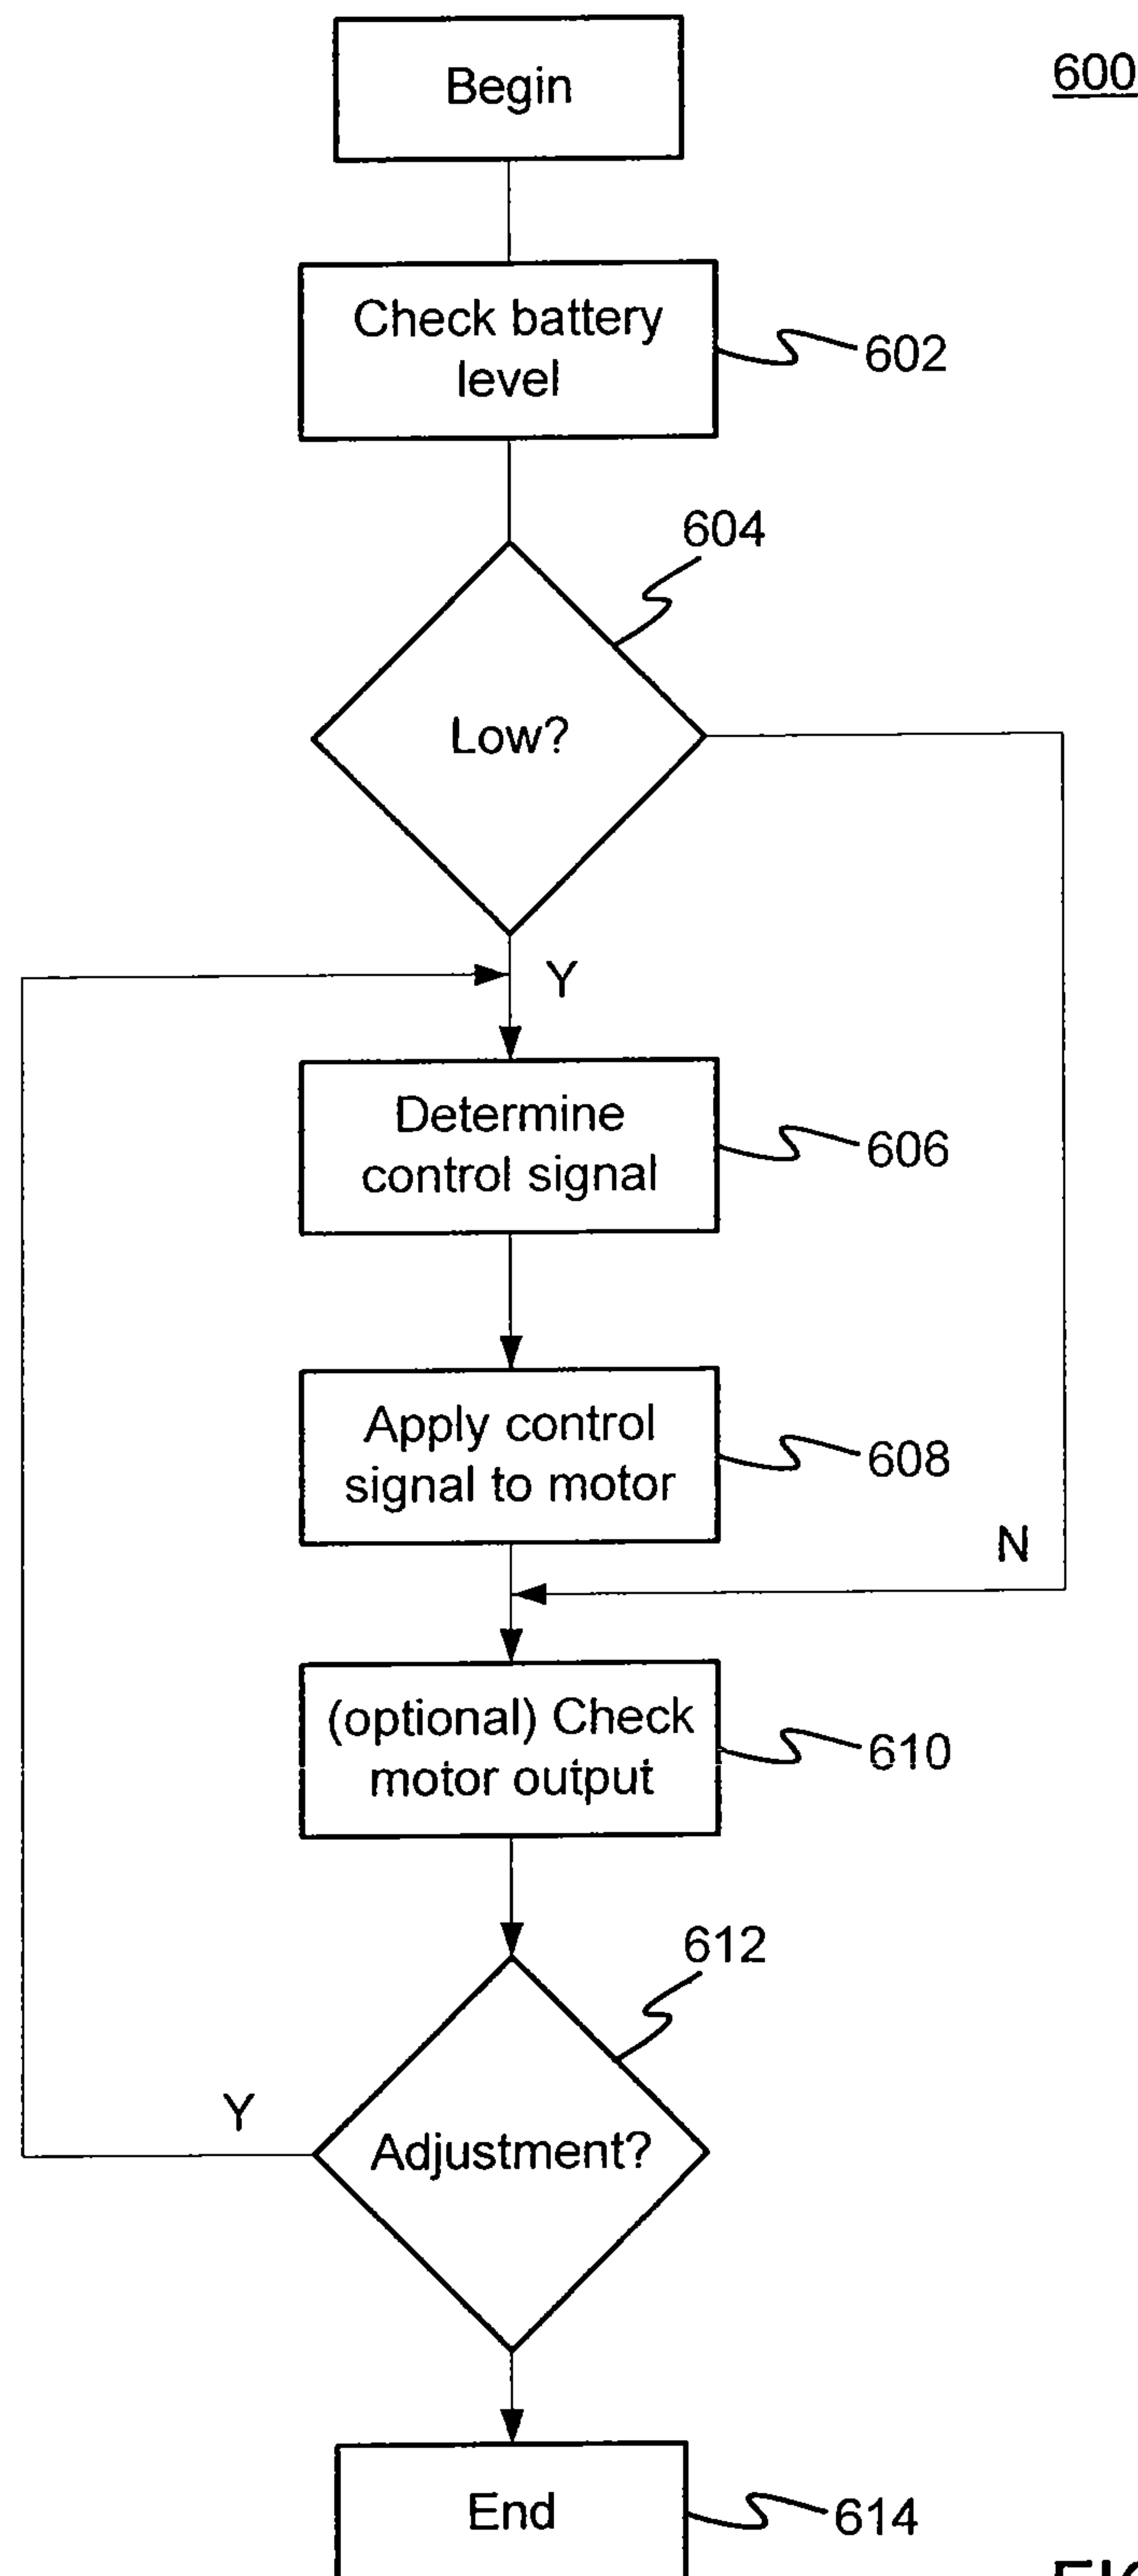 Begin
600
Check battery
level
602
604
Low?
Y
Determine
control signal
606
Apply control
signal to motor
608
N
(optional) Check
motor output
610
612
Y
Adjustment?
End
614